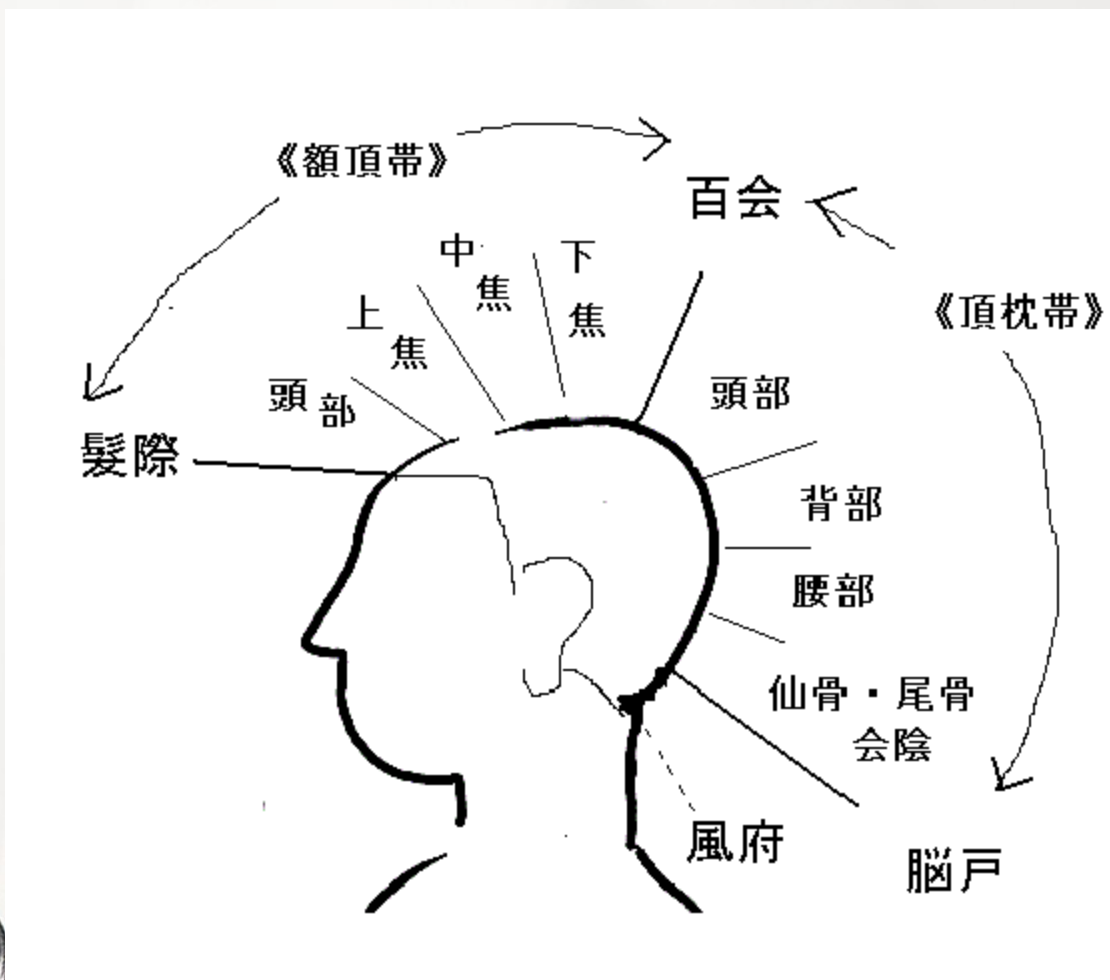 《額頂帯》
百会
中焦
下焦
上焦
《頂枕帯》
頭部
頭部
髮際
背部
腰部
仙骨・尾骨
会陰
風府
脳戸